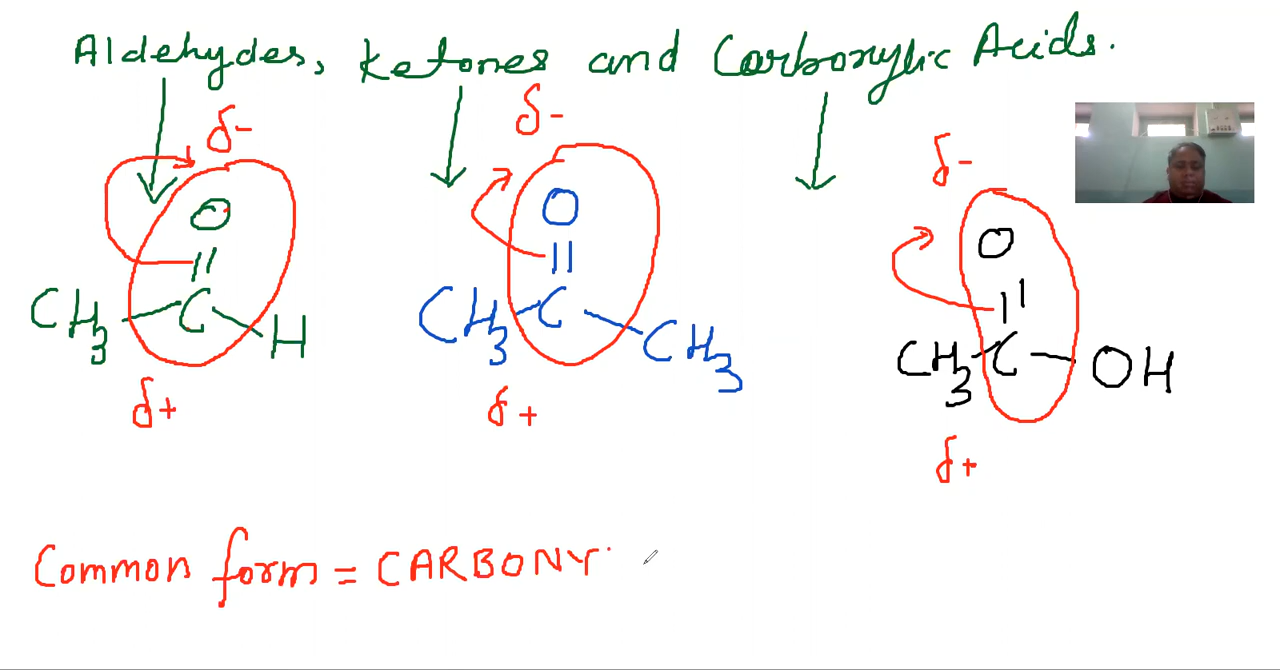 Aldehydes, Ketones and Carboxylic Acids.
δ- δ- δ-
O O O
|| || ||
CH3 - C - H CH3 - C - CH3 CH3 - C - OH
δ+ δ+ δ+
Common form = CARBONY